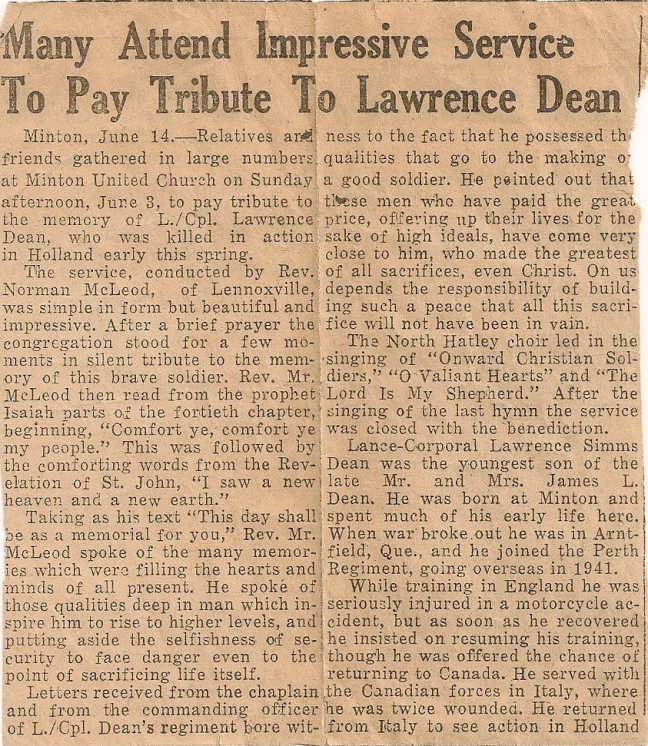 Many Attend Impressive Service
To Pay Tribute To Lawrence Dean
Minton, June 14.—Relatives and
friends gathered in large numbers
at Minton United Church on Sunday
afternoon, June 3, to pay tribute to
the memory of L./Cpl. Lawrence
Dean, who was killed in action
in Holland early this spring.
The service, conducted by Rev.
Norman McLeod, of Lennoxville,
was simple in form but beautiful and
impressive. After a brief prayer the
congregation stood for a few mo-
ments in silent tribute to the mem-
ory of this brave soldier. Rev. Mr.
McLeod then read from the prophet
Isaiah parts of the fortieth chapter,
beginning, "Comfort ye, comfort ye
my people." This was followed by
the comforting words from the Rev-
elation of St. John, "I saw a new
heaven and a new earth."
Taking as his text "This day shall
be as a memorial for you," Rev. Mr.
McLeod spoke of the many memor-
ies which were filling the hearts and
minds of all present. He spoke of
those qualities deep in man which in-
spire him to rise to higher levels, and
putting aside the selfishness of se-
curity to face danger even to the
point of sacrificing life itself.
Letters received from the chaplain
and from the commanding officer
of L./Cpl. Dean's regiment bore wit-
ness to the fact that he possessed the
qualities that go to the making of
a good soldier. He pointed out that
these men who have paid the great
price, offering up their lives for the
sake of high ideals, have come very
close to him, who made the greatest
of all sacrifices, even Christ. On us
depends the responsibility of build-
ing such a peace that all this sacri-
fice will not have been in vain.
The North Hatley choir led in the
singing of "Onward Christian Sol-
diers," "O Valiant Hearts" and "The
Lord Is My Shepherd." After the
singing of the last hymn the service
was closed with the benediction.
Lance-Corporal Lawrence Simms
Dean was the youngest son of the
late Mr. and Mrs. James L.
Dean. He was born at Minton and
spent much of his early life here.
When war broke out he was in Arnt-
field, Que., and he joined the Perth
Regiment, going overseas in 1941.
While training in England he was
seriously injured in a motorcycle ac-
cident, but as soon as he recovered
he insisted on resuming his training,
though he was offered the chance of
returning to Canada. He served with
the Canadian forces in Italy, where
he was twice wounded. He returned
from Italy to see action in Holland